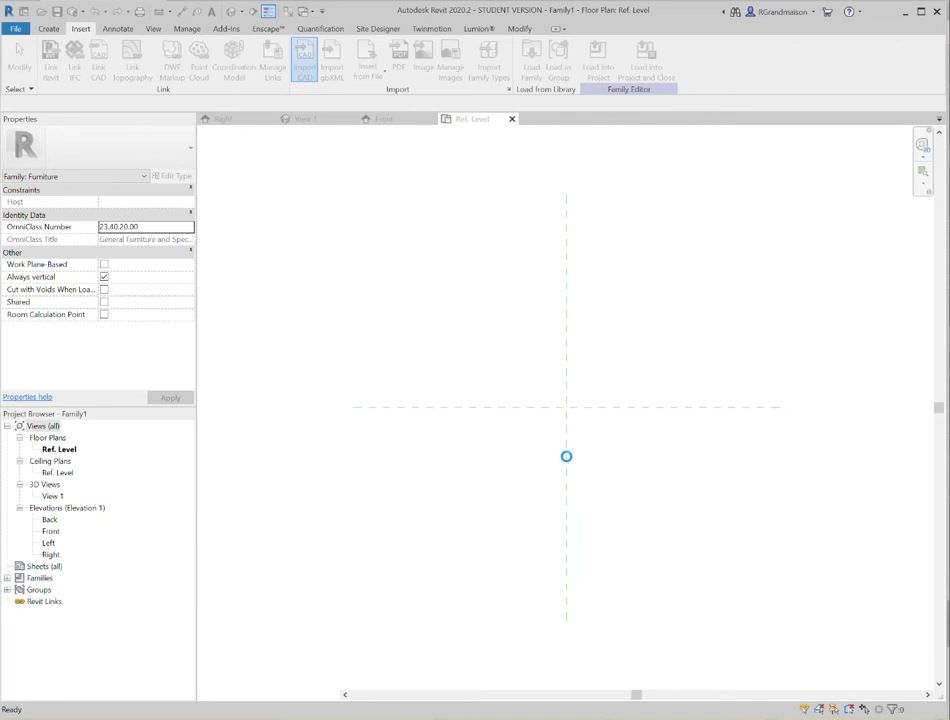 Autodesk Revit 2020.2 - STUDENT VERSION - Family1 - Floor Plan: Ref. Level
RGrandmaison
File Create Insert Annotate View Manage Add-Ins Enscape™ Quantification Site Designer Twinmotion Lumion® Modify
Modify
Link Revit
Link IFC
Link CAD
Link Topography
DWF Markup
Point Cloud
Coordination Model
Manage Links
Import CAD
Import gbXML
Insert from File
PDF
Image
Manage Images
Import Family Types
Load Family
Load as Group
Load into Project
Load into Project and Close
Select Link Import Load from Library Family Editor
Properties
Right View 1 Front Ref. Level
R
Family: Furniture Edit Type
Constraints
Host
Identity Data
OmniClass Number 23.40.20.00
OmniClass Title General Furniture and Spec...
Other
Work Plane-Based
Always vertical
Cut with Voids When Loa...
Shared
Room Calculation Point
Properties help Apply
Project Browser - Family1
Views (all)
Floor Plans
Ref. Level
Ceiling Plans
Ref. Level
3D Views
View 1
Elevations (Elevation 1)
Back
Front
Left
Right
Sheets (all)
Families
Groups
Revit Links
Ready
:0